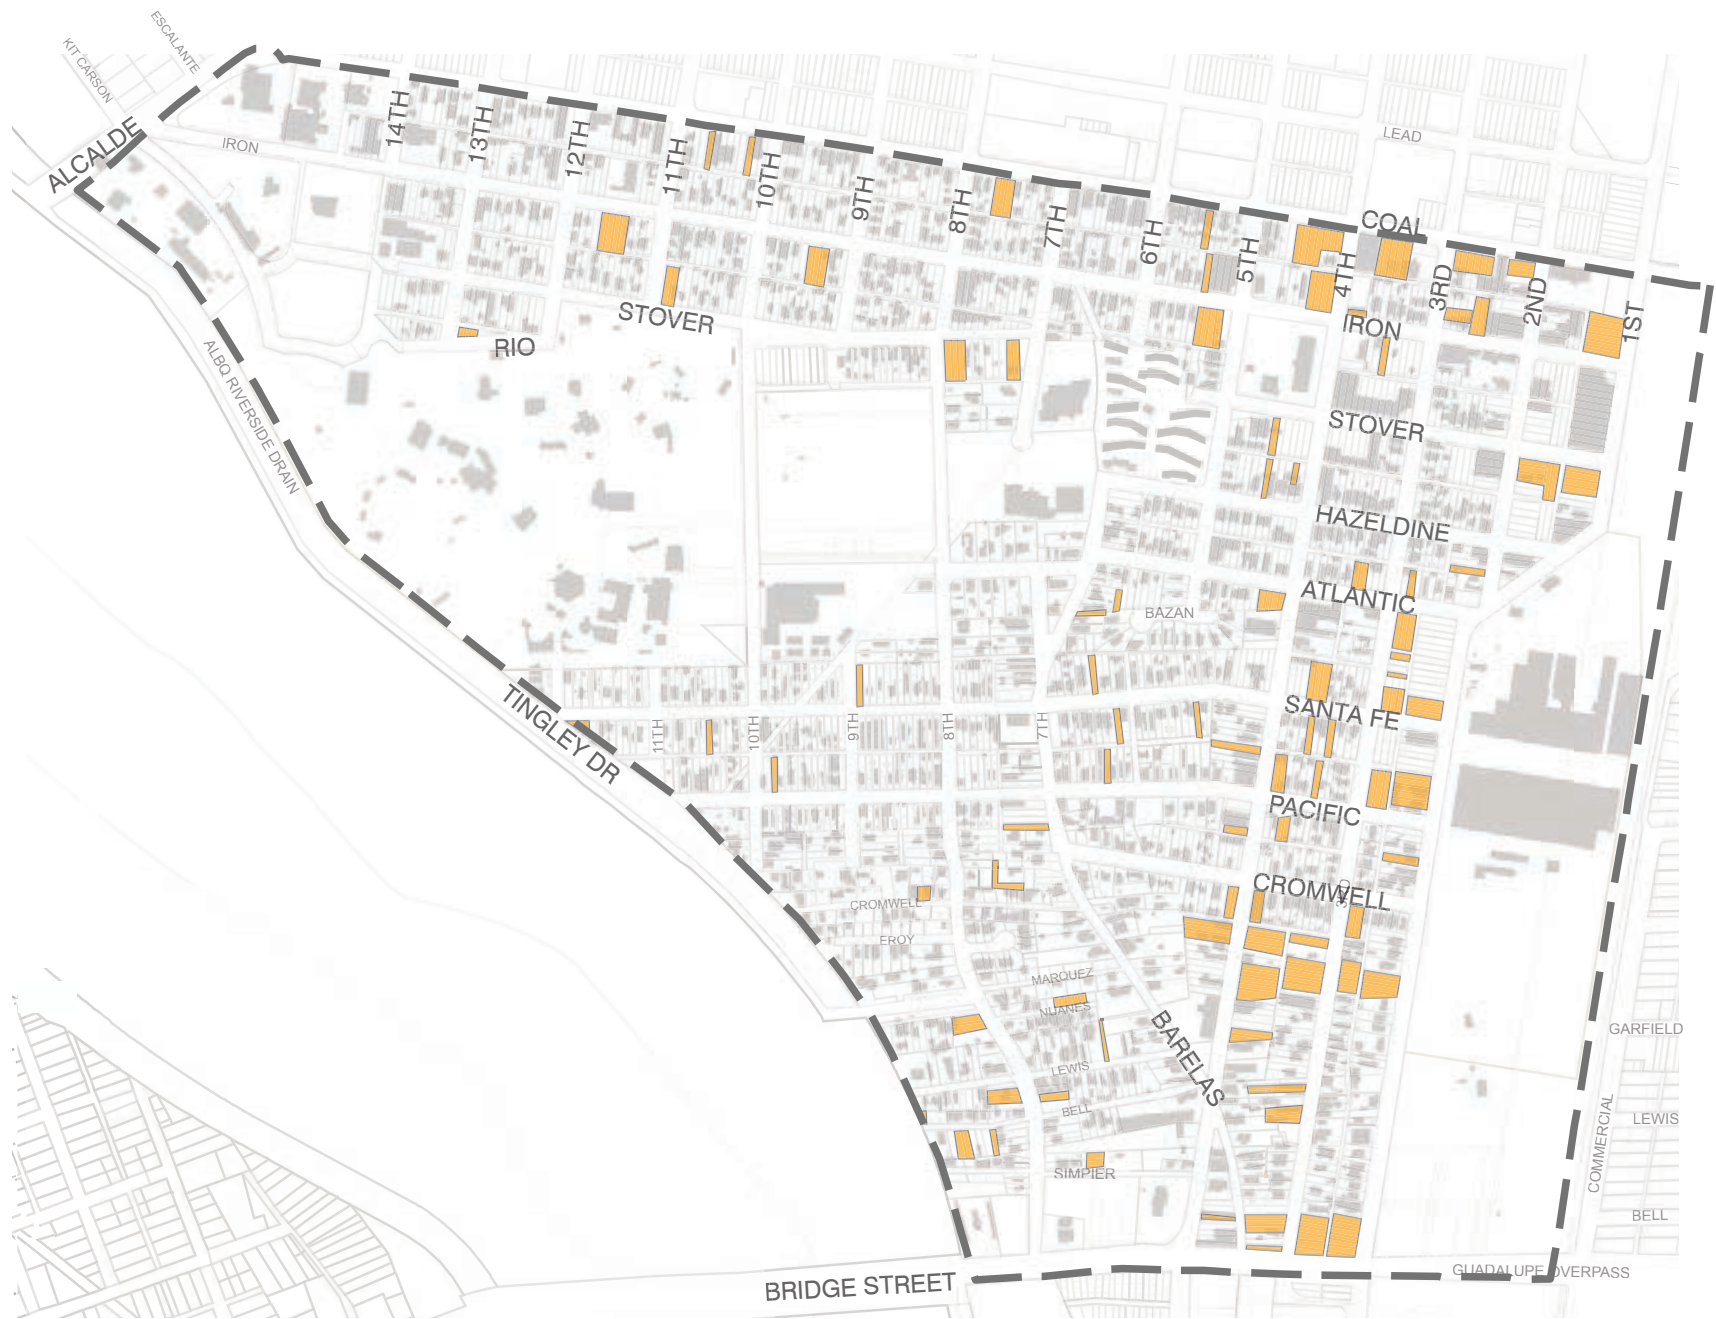 ESCALANTE
KIT CARSON
ALCALDE
IRON
14TH
13TH
12TH
11TH
10TH
9TH
8TH
7TH
6TH
5TH
4TH
3RD
2ND
1ST
LEAD
COAL
IRON
STOVER
RIO
ALBQ RIVERSIDE DRAIN
STOVER
HAZELDINE
ATLANTIC
BAZAN
TINGLEY DR
11TH
10TH
9TH
8TH
7TH
SANTA FE
PACIFIC
CROMWELL
3RD
CROMWELL
EROY
MARQUEZ
NUANES
BARELAS
LEWIS
BELL
SIMPIER
GARFIELD
COMMERCIAL
LEWIS
BELL
BRIDGE STREET
GUADALUPE OVERPASS